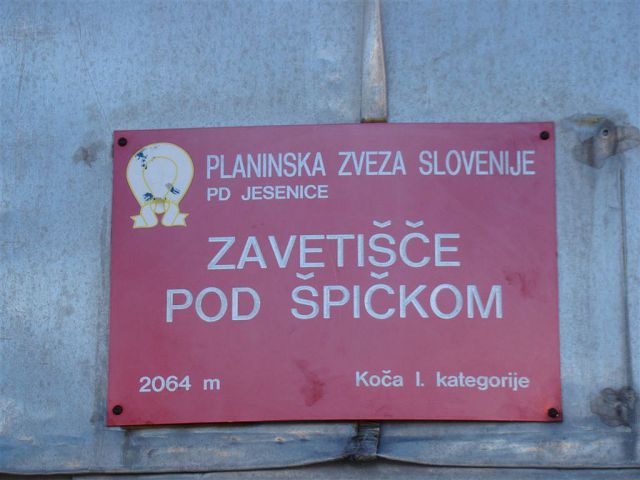 PLANINSKA ZVEZA SLOVENIJE
PD JESENICE
ZAVETIŠČE
POD ŠPIČKOM
2064 m
Koča I. kategorije